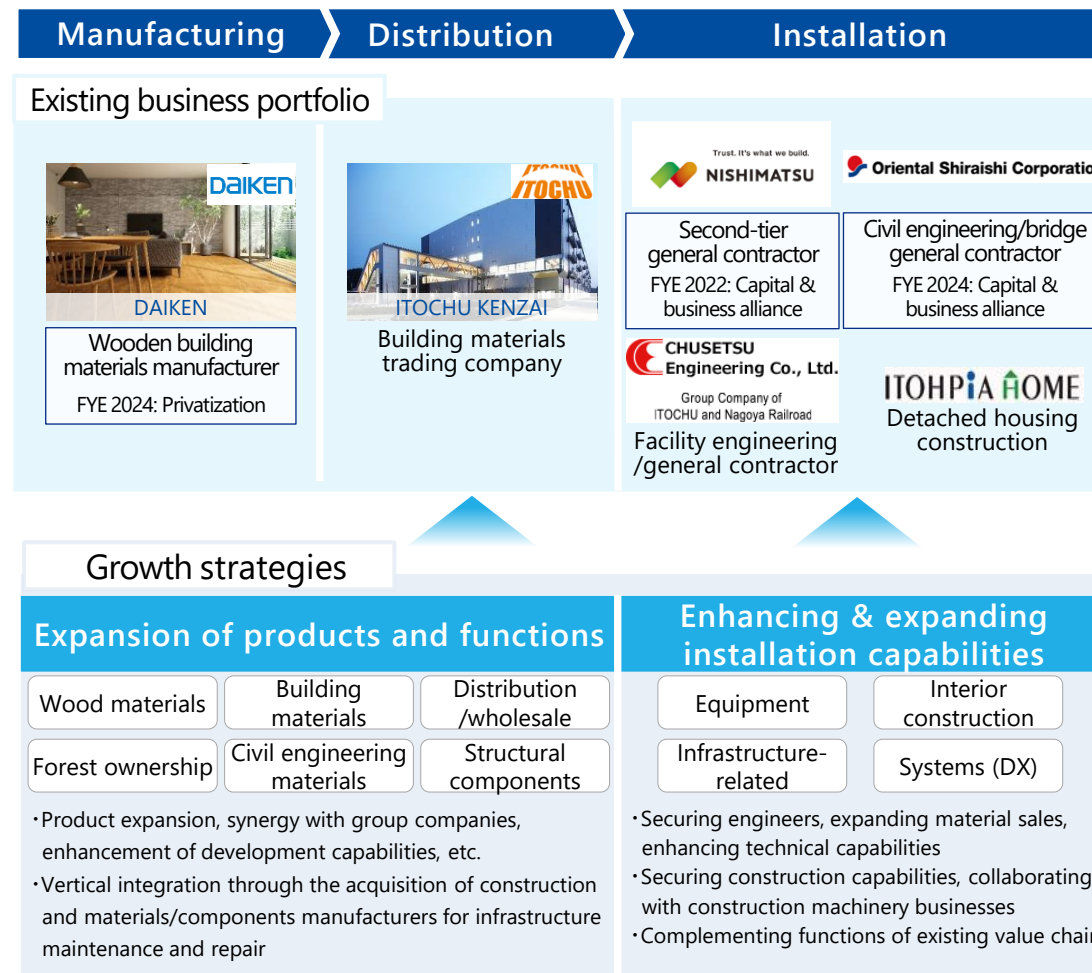 Manufacturing
Distribution
Installation
Existing business portfolio
DAIKEN
DAIKEN
Wooden building
materials manufacturer
FYE 2024: Privatization
ITOCHU
ITOCHU KENZAI
Building materials
trading company
Trust. It's what we build.
NISHIMATSU
Second-tier
general contractor
FYE 2022: Capital &
business alliance
Oriental Shiraishi Corporatio
Civil engineering/bridge
general contractor
FYE 2024: Capital &
business alliance
CHUSETSU
Engineering Co., Ltd.
Group Company of
ITOCHU and Nagoya Railroad
Facility engineering
/general contractor
ITOHPiA HOME
Detached housing
construction
Growth strategies
Expansion of products and functions
Wood materials
Building
materials
Distribution
/wholesale
Forest ownership
Civil engineering
materials
Structural
components
・Product expansion, synergy with group companies,
enhancement of development capabilities, etc.
・Vertical integration through the acquisition of construction
and materials/components manufacturers for infrastructure
maintenance and repair
Enhancing & expanding
installation capabilities
Equipment
Interior
construction
Infrastructure-
related
Systems (DX)
・Securing engineers, expanding material sales,
enhancing technical capabilities
・Securing construction capabilities, collaborating
with construction machinery businesses
・Complementing functions of existing value chain